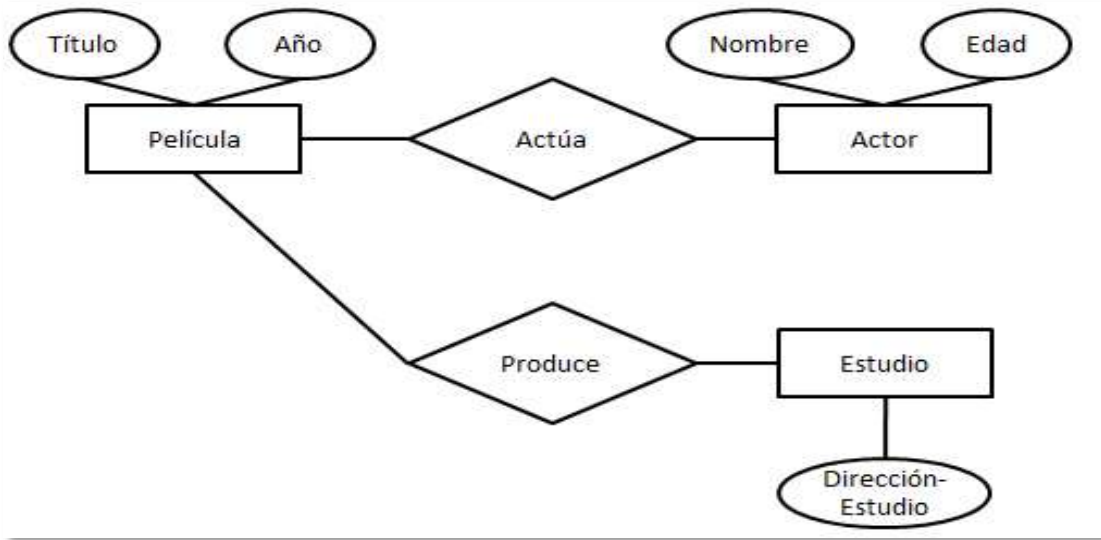 Título
Año
Nombre
Edad
Película
Actúa
Actor
Produce
Estudio
Dirección-
Estudio